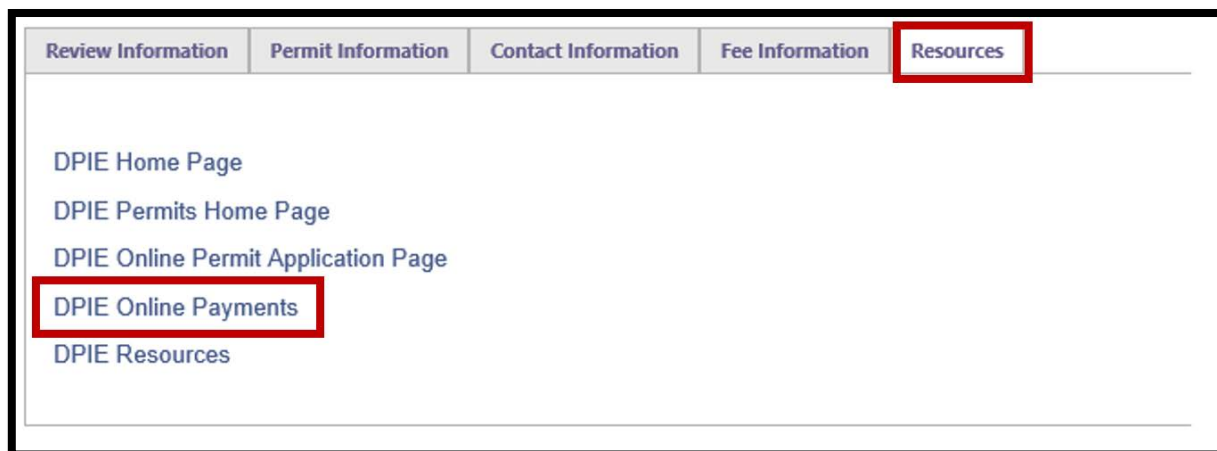 Review Information Permit Information Contact Information Fee Information Resources
DPIE Home Page
DPIE Permits Home Page
DPIE Online Permit Application Page
DPIE Online Payments
DPIE Resources